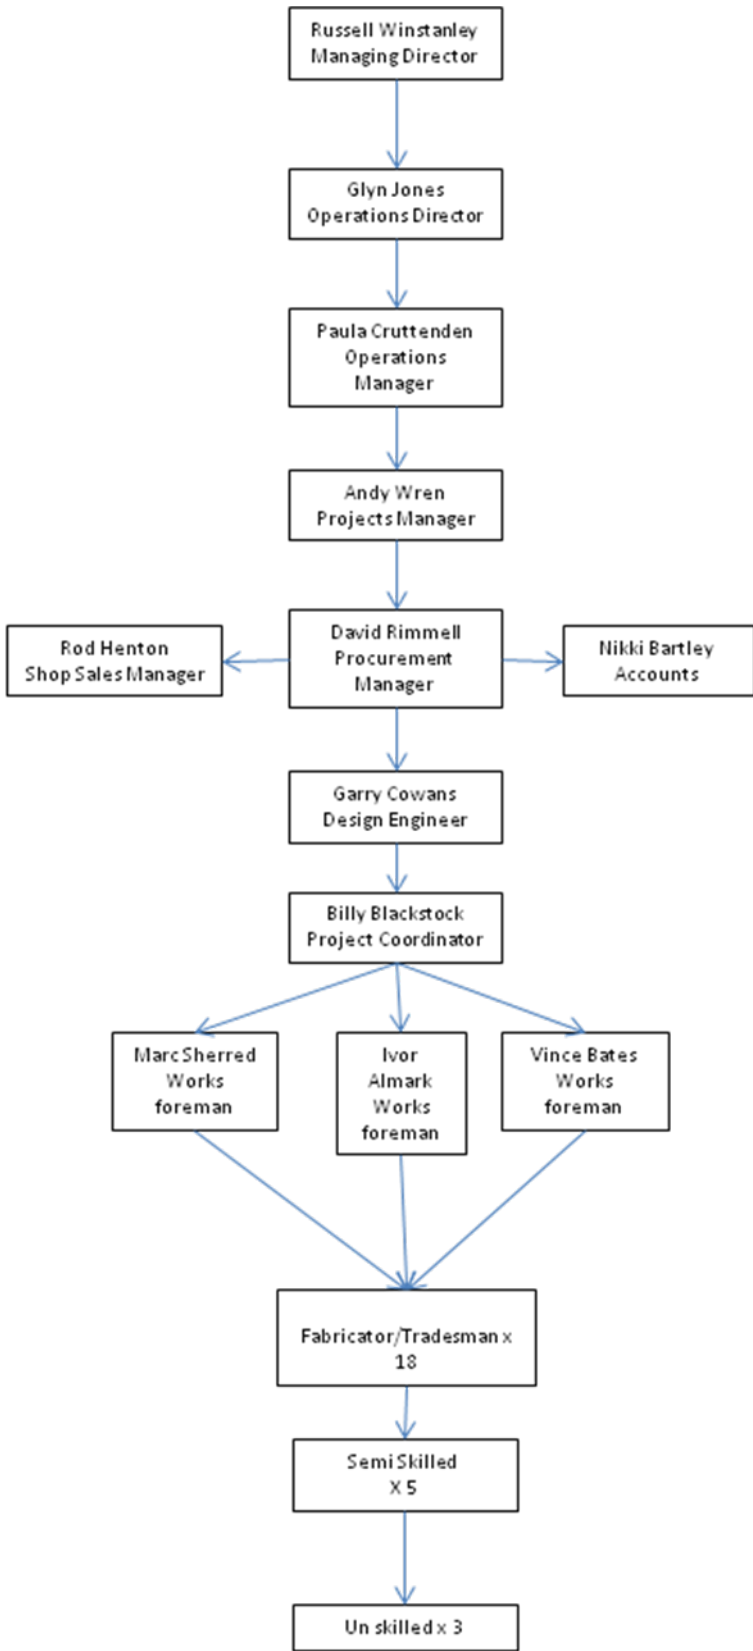 Russell Winstanley
Managing Director
Glyn Jones
Operations Director
Paula Cruttenden
Operations
Manager
Andy Wren
Projects Manager
Rod Henton
Shop Sales Manager
David Rimmell
Procurement
Manager
Nikki Bartley
Accounts
Garry Cowans
Design Engineer
Billy Blackstock
Project Coordinator
Marc Sherred
Works
foreman
Ivor
Almark
Works
foreman
Vince Bates
Works
foreman
Fabricator/Tradesman x
18
Semi Skilled
X 5
Un skilled x 3